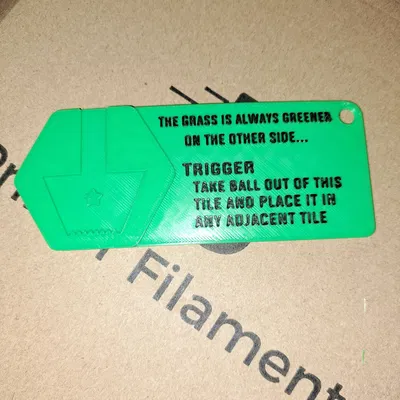 THE GRASS IS ALWAYS GREENER
ON THE OTHER SIDE...
TRIGGER
TAKE BALL OUT OF THIS
TILE AND PLACE IT IN
ANY ADJACENT TILE
Filament